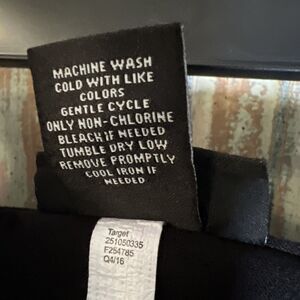 MACHINE WASH
COLD WITH LIKE
COLORS
GENTLE CYCLE
ONLY NON-CHLORINE
BLEACH IF NEEDED
TUMBLE DRY LOW
REMOVE PROMPTLY
COOL IRON IF
NEEDED
Target
251050335
F254785
Q4/16